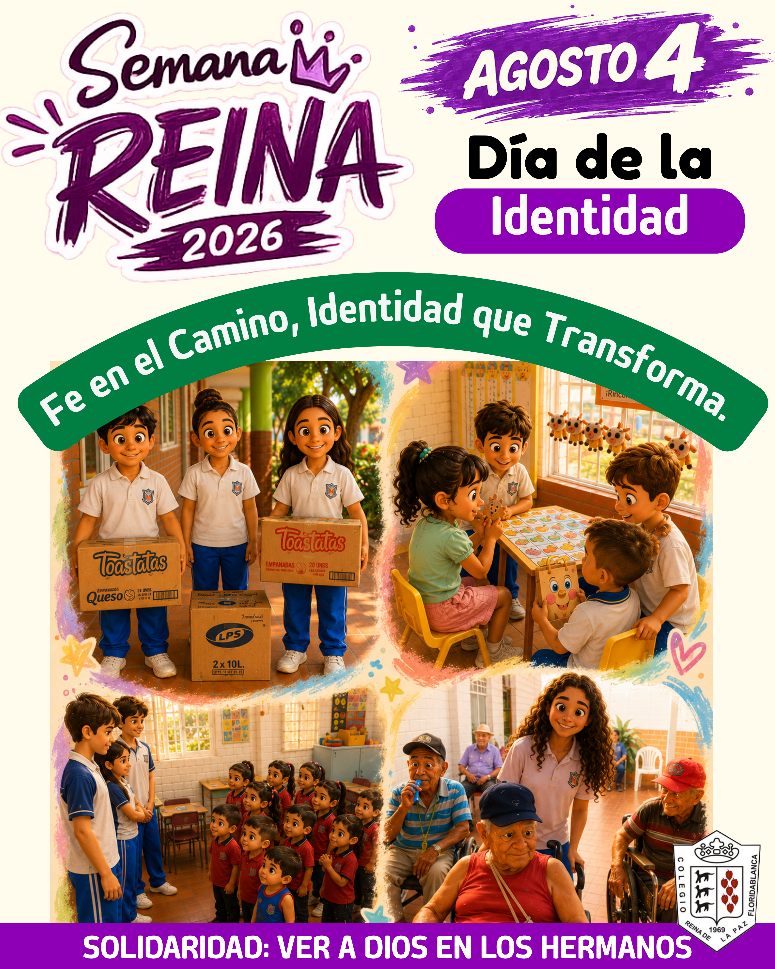 Semana
REINA
2026
AGOSTO 4
Día de la
Identidad
Fe en el Camino, Identidad que Transforma.
Toastatas
Queso
Toastatas
EMPANADAS
LPS
2 x 10L.
COLEGIO
REINA DE LA PAZ
FLORIDABLANCA
1969
SOLIDARIDAD: VER A DIOS EN LOS HERMANOS